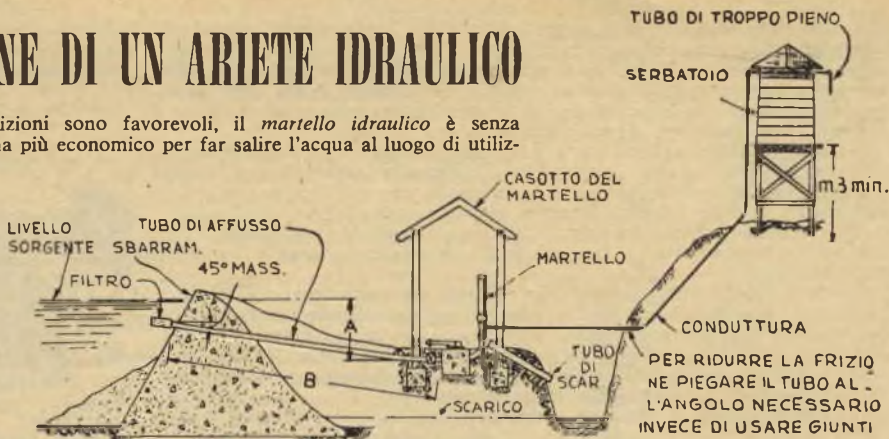 NE DI UN ARIETE IDRAULICO
izioni sono favorevoli, il martello idraulico è senza
na più economico per far salire l'acqua al luogo di utiliz-
TUBO DI TROPPO PIENO
SERBATOIO
m.3 min.
CASOTTO DEL
MARTELLO
LIVELLO
SORGENTE
SBARRAM.
TUBO DI AFFUSSO
45° MASS.
FILTRO
A
MARTELLO
B
TUBO
DI
SCAR
SCARICO
CONDUTTURA
PER RIDURRE LA FRIZIO
NE PIEGARE IL TUBO AL-
L'ANGOLO NECESSARIO
INVECE DI USARE GIUNTI